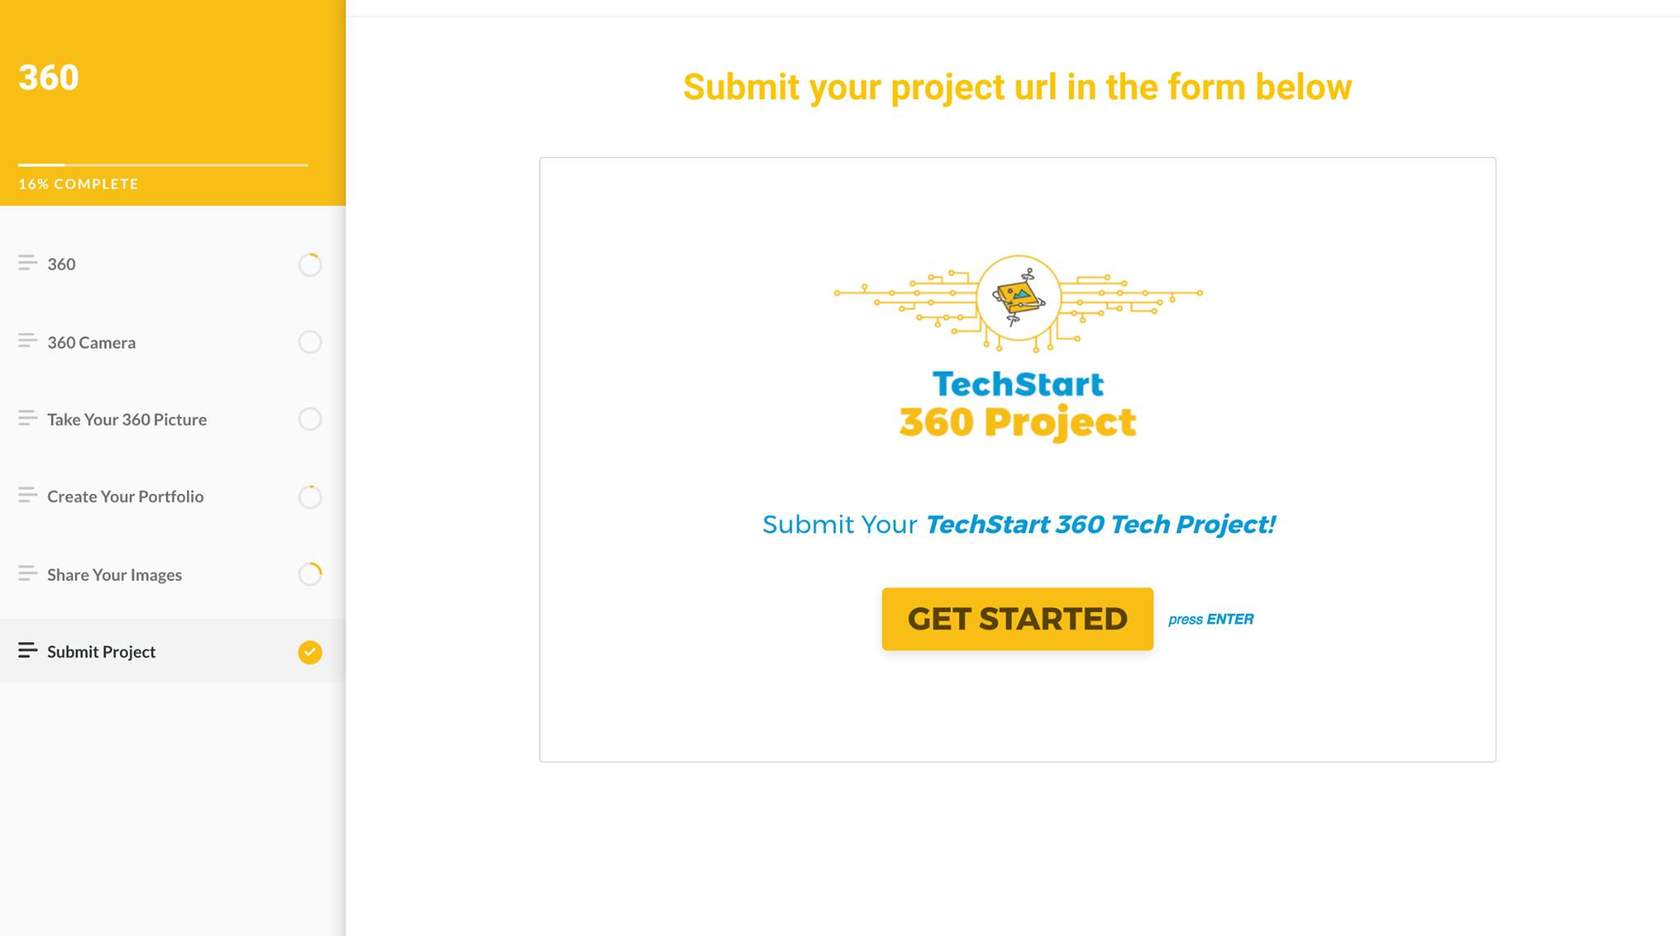 360
16% COMPLETE
360
360 Camera
Take Your 360 Picture
Create Your Portfolio
Share Your Images
Submit Project
Submit your project url in the form below
TechStart
360 Project
Submit Your TechStart 360 Tech Project!
GET STARTED press ENTER